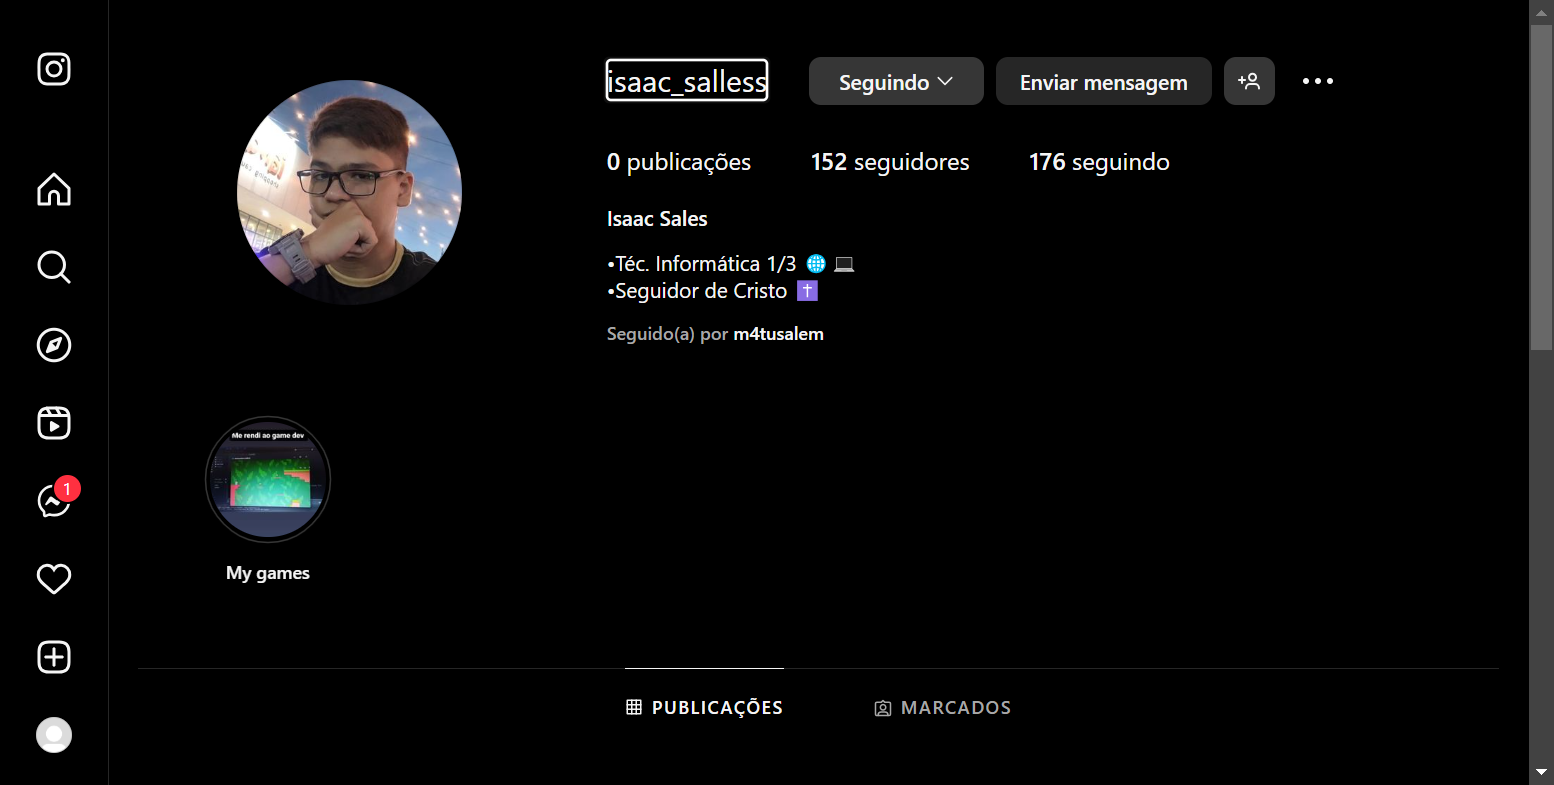 isaac_salless
Seguindo
Enviar mensagem
0 publicações
152 seguidores
176 seguindo
Isaac Sales
•Téc. Informática 1/3 🌐 💻
•Seguidor de Cristo ✝️
Seguido(a) por m4tusalem
1
Me rendi ao game dev
My games
PUBLICAÇÕES
MARCADOS